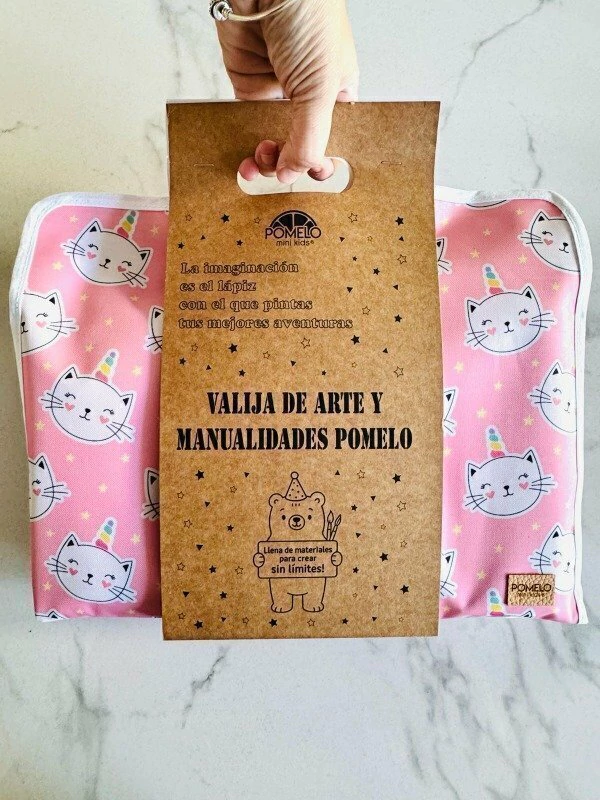 POMELO
mini kids®
La imaginación
es el lápiz
con el que pintas
tus mejores aventuras
VALIJA DE ARTE Y
MANUALIDADES POMELO
Llena de materiales
para crear
sin límites!
POMELO